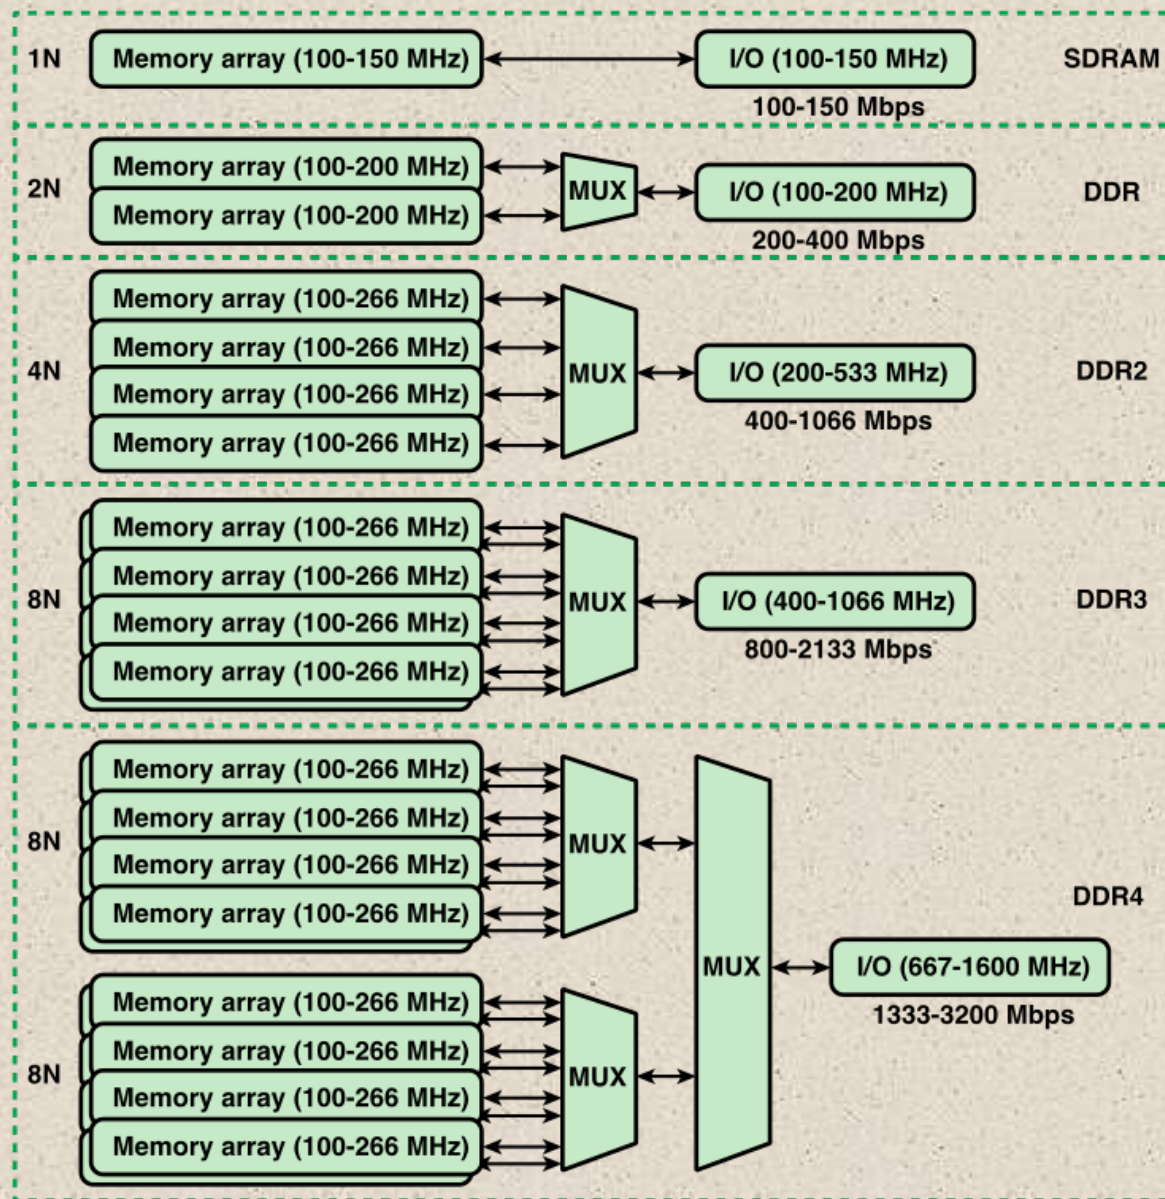 1N Memory array (100-150 MHz) I/O (100-150 MHz) SDRAM
100-150 Mbps
Memory array (100-200 MHz)
2N MUX I/O (100-200 MHz) DDR
Memory array (100-200 MHz)
200-400 Mbps
Memory array (100-266 MHz)
Memory array (100-266 MHz)
4N MUX I/O (200-533 MHz) DDR2
Memory array (100-266 MHz)
400-1066 Mbps
Memory array (100-266 MHz)
Memory array (100-266 MHz)
Memory array (100-266 MHz)
8N MUX I/O (400-1066 MHz) DDR3
Memory array (100-266 MHz)
800-2133 Mbps
Memory array (100-266 MHz)
Memory array (100-266 MHz)
Memory array (100-266 MHz)
8N MUX
Memory array (100-266 MHz)
DDR4
Memory array (100-266 MHz)
MUX I/O (667-1600 MHz)
Memory array (100-266 MHz)
1333-3200 Mbps
Memory array (100-266 MHz)
8N MUX
Memory array (100-266 MHz)
Memory array (100-266 MHz)